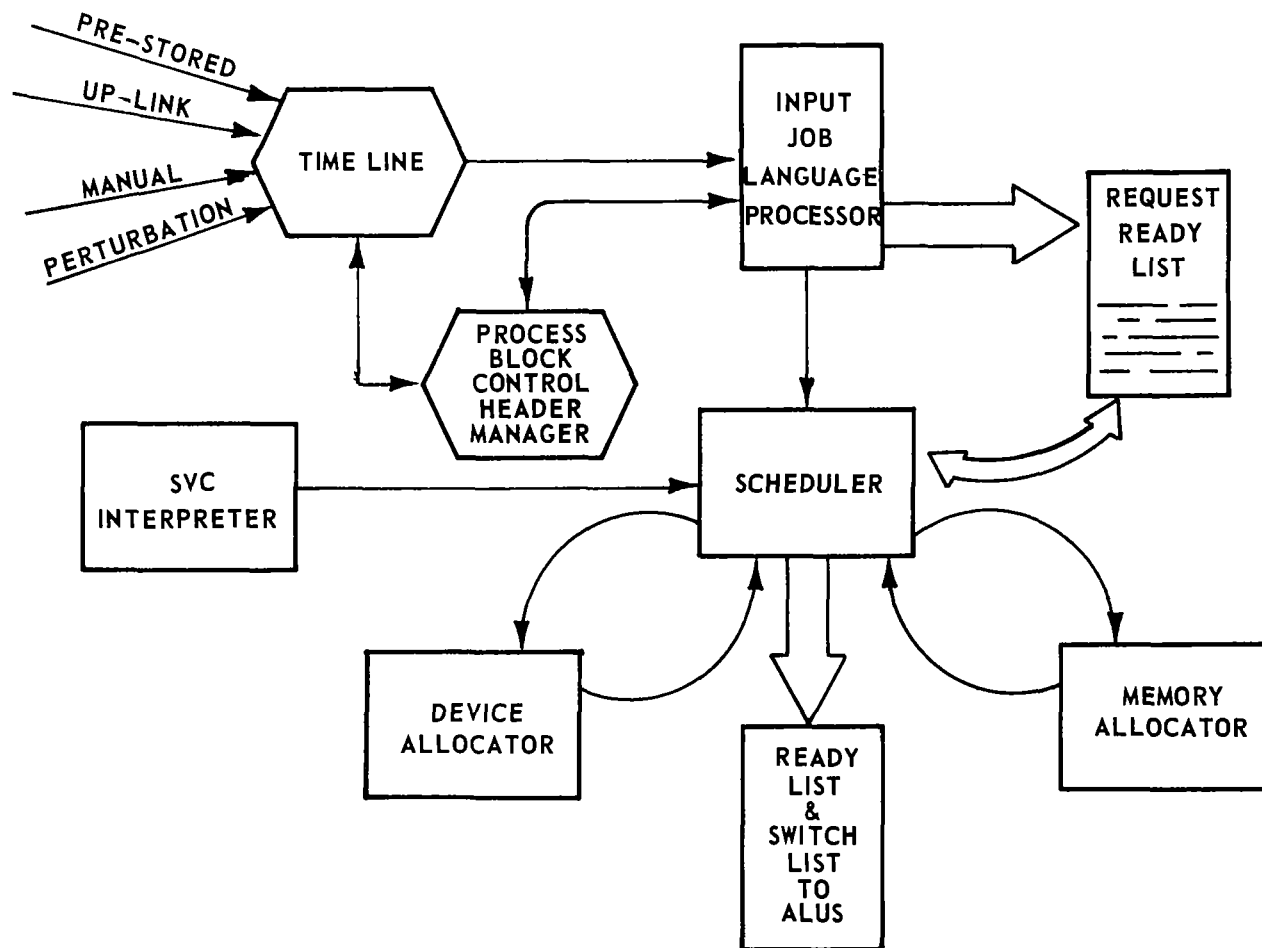 PRE-STORED
UP-LINK
MANUAL
PERTURBATION
TIME LINE
INPUT
JOB
LANGUAGE
PROCESSOR
REQUEST
READY
LIST
PROCESS
BLOCK
CONTROL
HEADER
MANAGER
SVC
INTERPRETER
SCHEDULER
DEVICE
ALLOCATOR
READY
LIST
&
SWITCH
LIST
TO
ALUS
MEMORY
ALLOCATOR